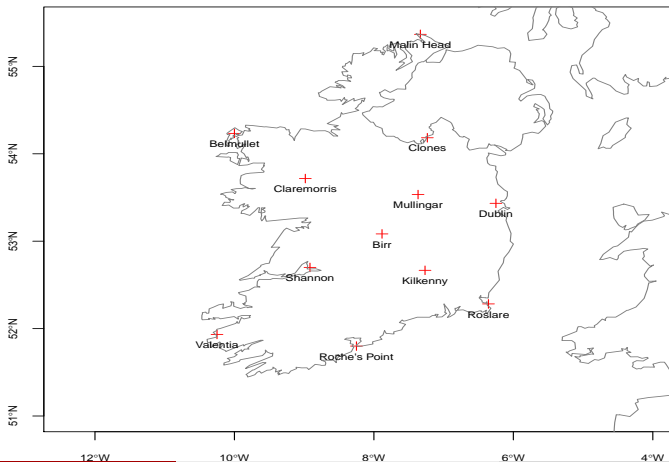 Malin Head
55°N
Belmullet
Clones
54°N
Claremorris
Mullingar
Dublin
53°N
Birr
Shannon
Kilkenny
Roslare
52°N
Valentia
Roche's Point
51°N
12°W 10°W 8°W 6°W 4°W